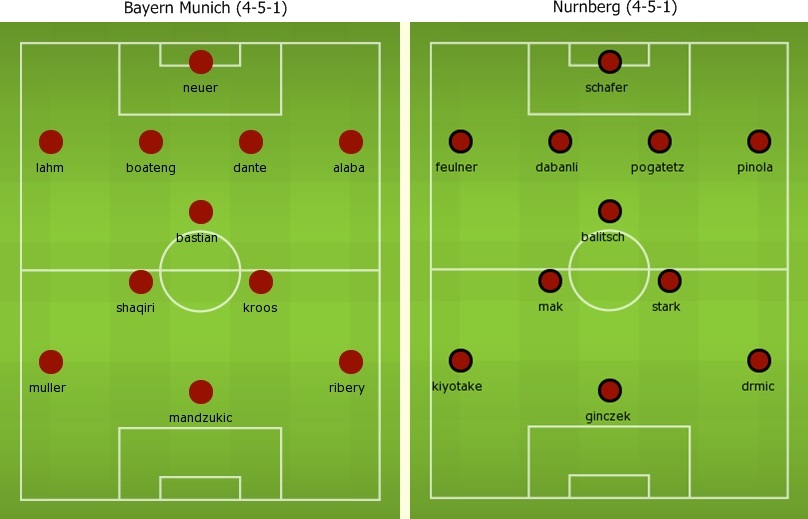 Bayern Munich (4-5-1)
neuer
lahm boateng dante alaba
bastian
shaqiri kroos
muller ribery
mandzukic
Nurnberg (4-5-1)
schafer
feulner dabanli pogatetz pinola
balitsch
mak stark
kiyotake drmic
ginczek